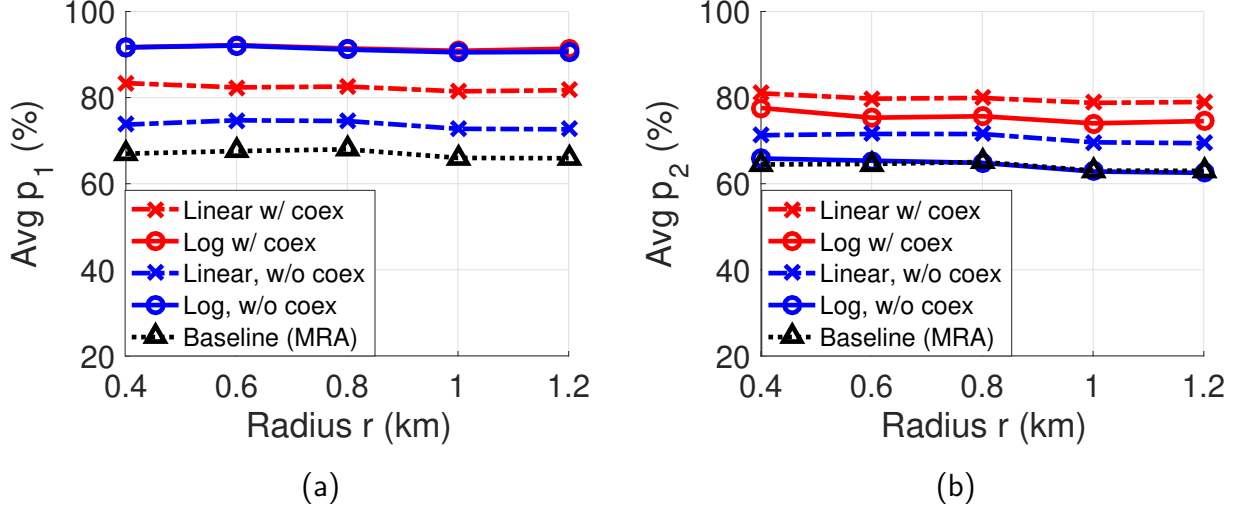 100
80
60
40
20
Avg p1 (%)
Linear w/ coex
Log w/ coex
Linear, w/o coex
Log, w/o coex
Baseline (MRA)
0.4 0.6 0.8 1 1.2
Radius r (km)
(a)
100
80
60
40
20
Avg p2 (%)
Linear w/ coex
Log w/ coex
Linear, w/o coex
Log, w/o coex
Baseline (MRA)
0.4 0.6 0.8 1 1.2
Radius r (km)
(b)